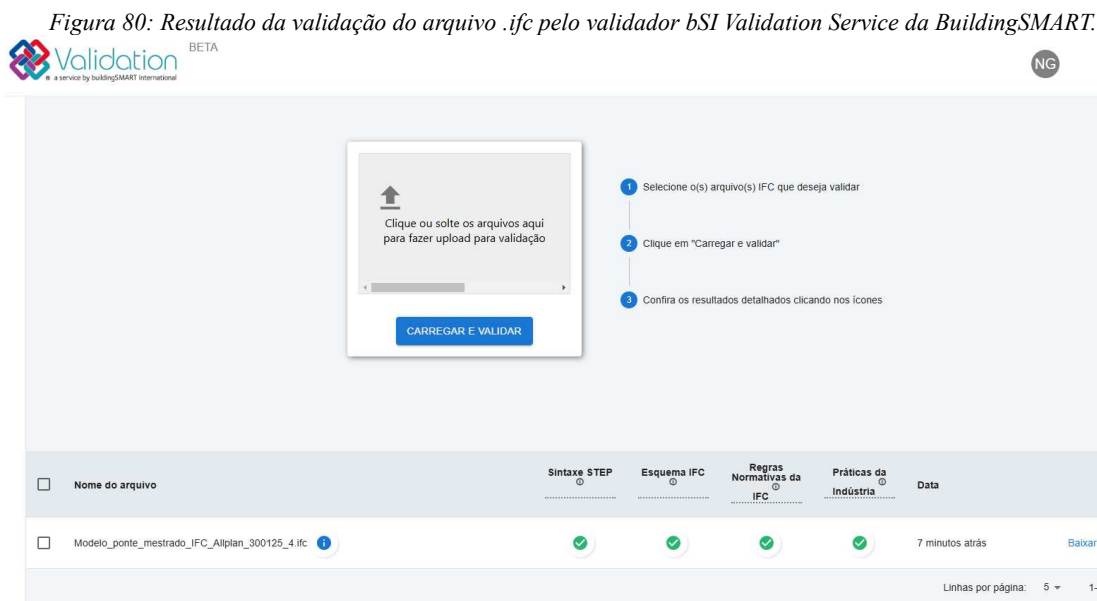 Figura 80: Resultado da validação do arquivo .ifc pelo validador bSI Validation Service da BuildingSMART.
Validation BETA
a service by buildingSMART International
NG
Clique ou solte os arquivos aqui
para fazer upload para validação
CARREGAR E VALIDAR
1 Selecione o(s) arquivo(s) IFC que deseja validar
2 Clique em "Carregar e validar"
3 Confira os resultados detalhados clicando nos ícones
Nome do arquivo
Sintaxe STEP
Esquema IFC
Regras
Normativas da
IFC
Práticas da
Indústria
Data
Modelo_ponte_mestrado_IFC_Allplan_300125_4.ifc
7 minutos atrás
Baixar
Linhas por página: 5 1-